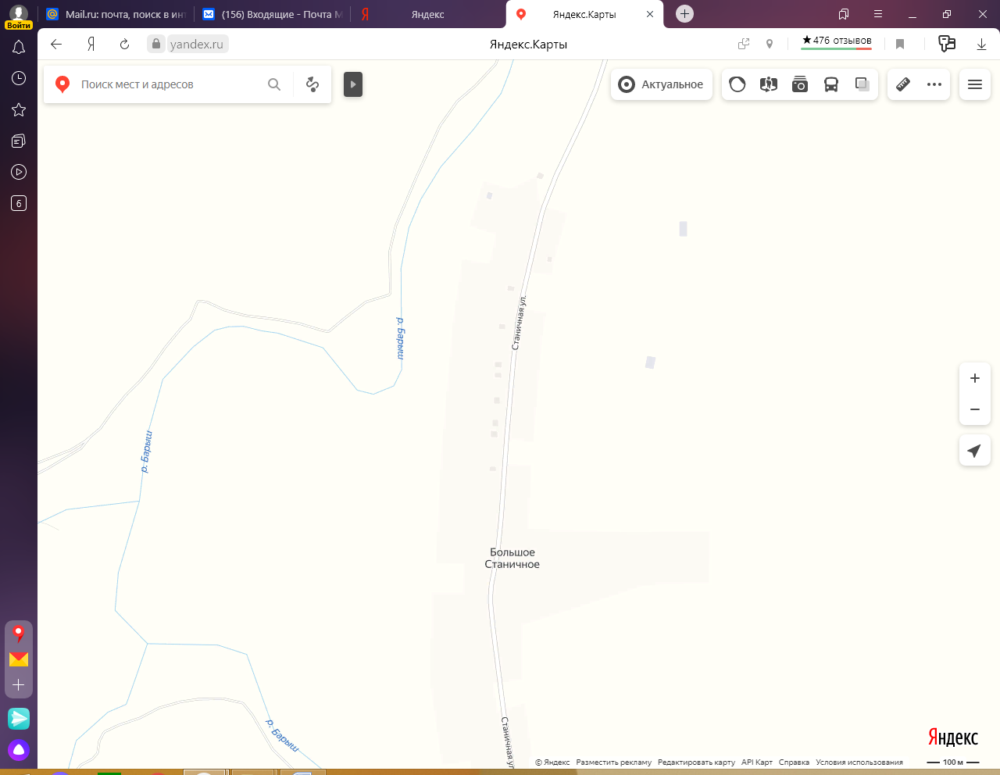 Mail.ru: почта, поиск в инт
(156) Входящие - Почта M
Яндекс
Яндекс.Карты
Войти
yandex.ru
Яндекс.Карты
★476 отзывов
Поиск мест и адресов
Актуальное
6
Станичная ул.
р. Барыш
р. Барыш
Большое
Станичное
р. Барыш
Станичная ул
Яндекс
© Яндекс Разместить рекламу Редактировать карту API Карт Справка Условия использования
100 м